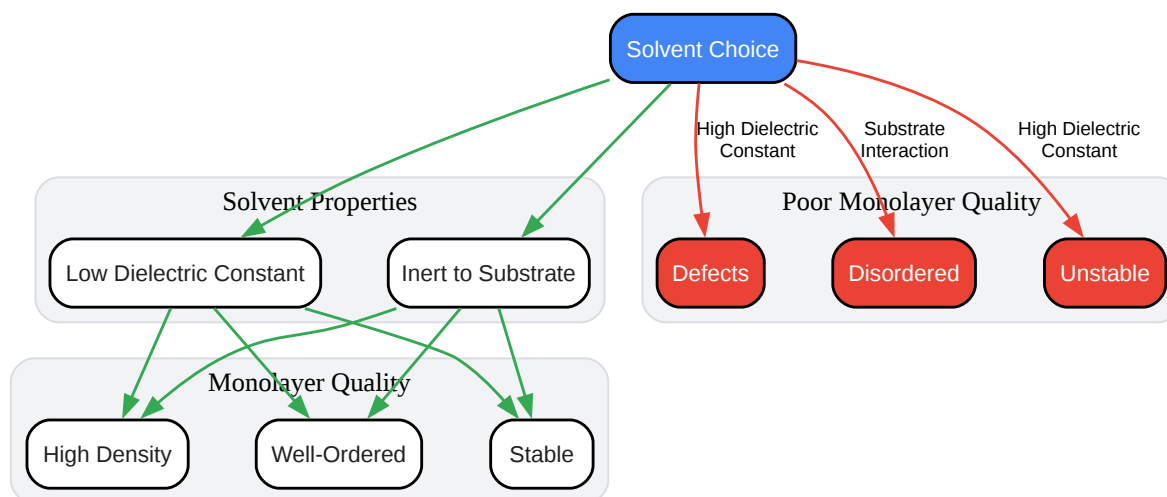 Solvent Choice
High Dielectric
Constant
Substrate
Interaction
High Dielectric
Constant
Solvent Properties
Poor Monolayer Quality
Low Dielectric Constant
Inert to Substrate
Defects
Disordered
Unstable
Monolayer Quality
High Density
Well-Ordered
Stable